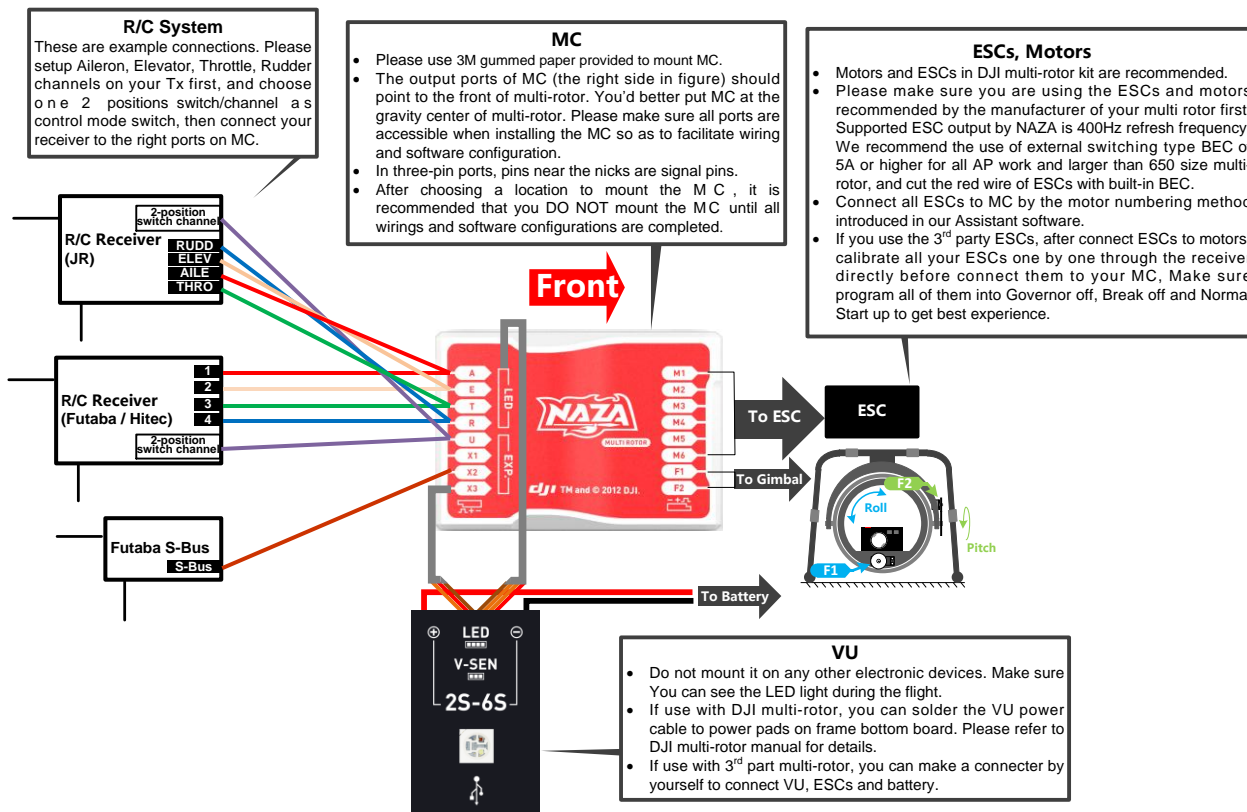 R/C System
These are example connections. Please
setup Aileron, Elevator, Throttle, Rudder
channels on your Tx first, and choose
one 2 positions switch/channel as
control mode switch, then connect your
receiver to the right ports on MC.
MC
• Please use 3M gummed paper provided to mount MC.
• The output ports of MC (the right side in figure) should
point to the front of multi-rotor. You'd better put MC at the
gravity center of multi-rotor. Please make sure all ports are
accessible when installing the MC so as to facilitate wiring
and software configuration.
• In three-pin ports, pins near the nicks are signal pins.
• After choosing a location to mount the MC, it is
recommended that you DO NOT mount the MC until all
wirings and software configurations are completed.
ESCs, Motors
• Motors and ESCs in DJI multi-rotor kit are recommended.
• Please make sure you are using the ESCs and motors
recommended by the manufacturer of your multi rotor first
Supported ESC output by NAZA is 400Hz refresh frequency
We recommend the use of external switching type BEC o
5A or higher for all AP work and larger than 650 size multi-
rotor, and cut the red wire of ESCs with built-in BEC.
• Connect all ESCs to MC by the motor numbering method
introduced in our Assistant software.
• If you use the 3rd party ESCs, after connect ESCs to motors
calibrate all your ESCs one by one through the receive
directly before connect them to your MC, Make sure
program all of them into Governor off, Break off and Norma
Start up to get best experience.
2-position
switch channel
R/C Receiver
(JR)
RUDD
ELEV
AILE
THRO
R/C Receiver
(Futaba / Hitec)
1
2
3
4
2-position
switch channel
Futaba S-Bus
S-Bus
Front
A
E
T
R
U
X1
X2
X3
LED
EXP.
NAZA
MULTI ROTOR
dji TM and © 2012 DJI.
M1
M2
M3
M4
M5
M6
F1
F2
To ESC
ESC
To Gimbal
F2
Roll
Pitch
F1
To Battery
LED
V-SEN
2S-6S
VU
• Do not mount it on any other electronic devices. Make sure
You can see the LED light during the flight.
• If use with DJI multi-rotor, you can solder the VU power
cable to power pads on frame bottom board. Please refer to
DJI multi-rotor manual for details.
• If use with 3rd part multi-rotor, you can make a connecter by
yourself to connect VU, ESCs and battery.